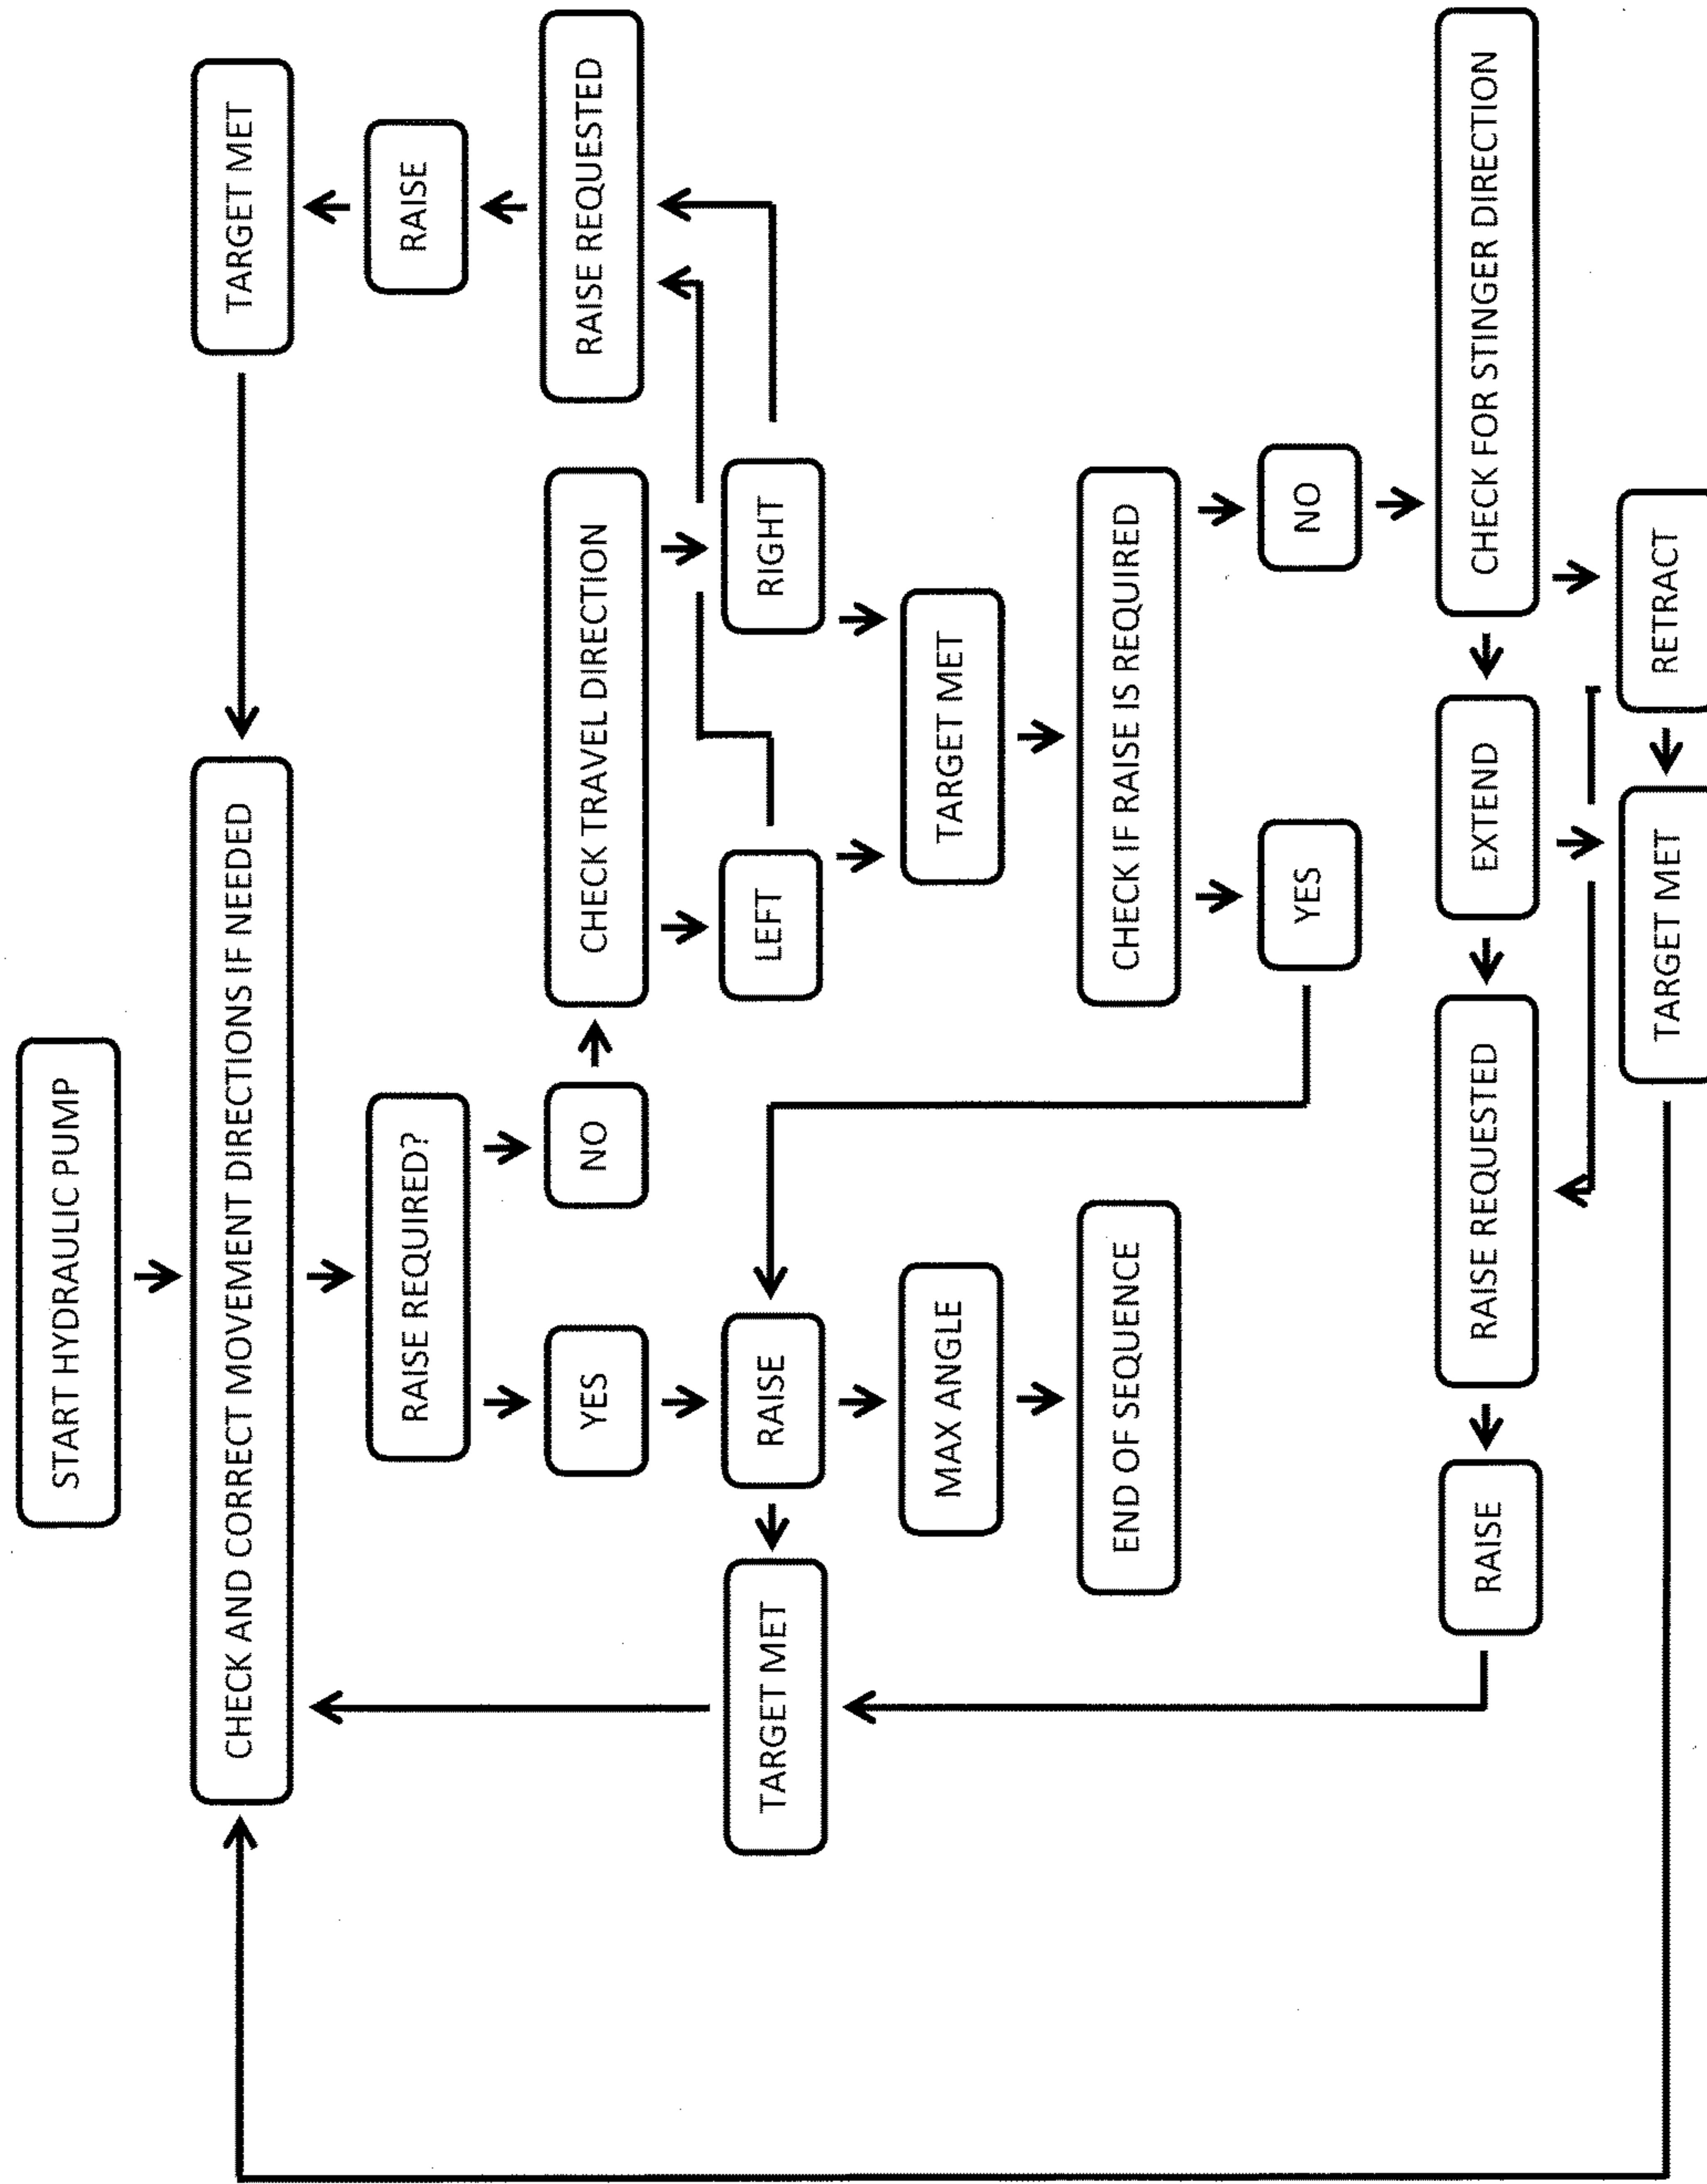 START HYDRAULIC PUMP
CHECK AND CORRECT MOVEMENT DIRECTIONS IF NEEDED
TARGET MET
RAISE REQUIRED?
RAISE
YES
NO
CHECK TRAVEL DIRECTION
RAISE REQUESTED
TARGET MET
RAISE
LEFT
RIGHT
MAX ANGLE
TARGET MET
END OF SEQUENCE
CHECK IF RAISE IS REQUIRED
YES
NO
RAISE
RAISE REQUESTED
EXTEND
CHECK FOR STINGER DIRECTION
TARGET MET
RETRACT